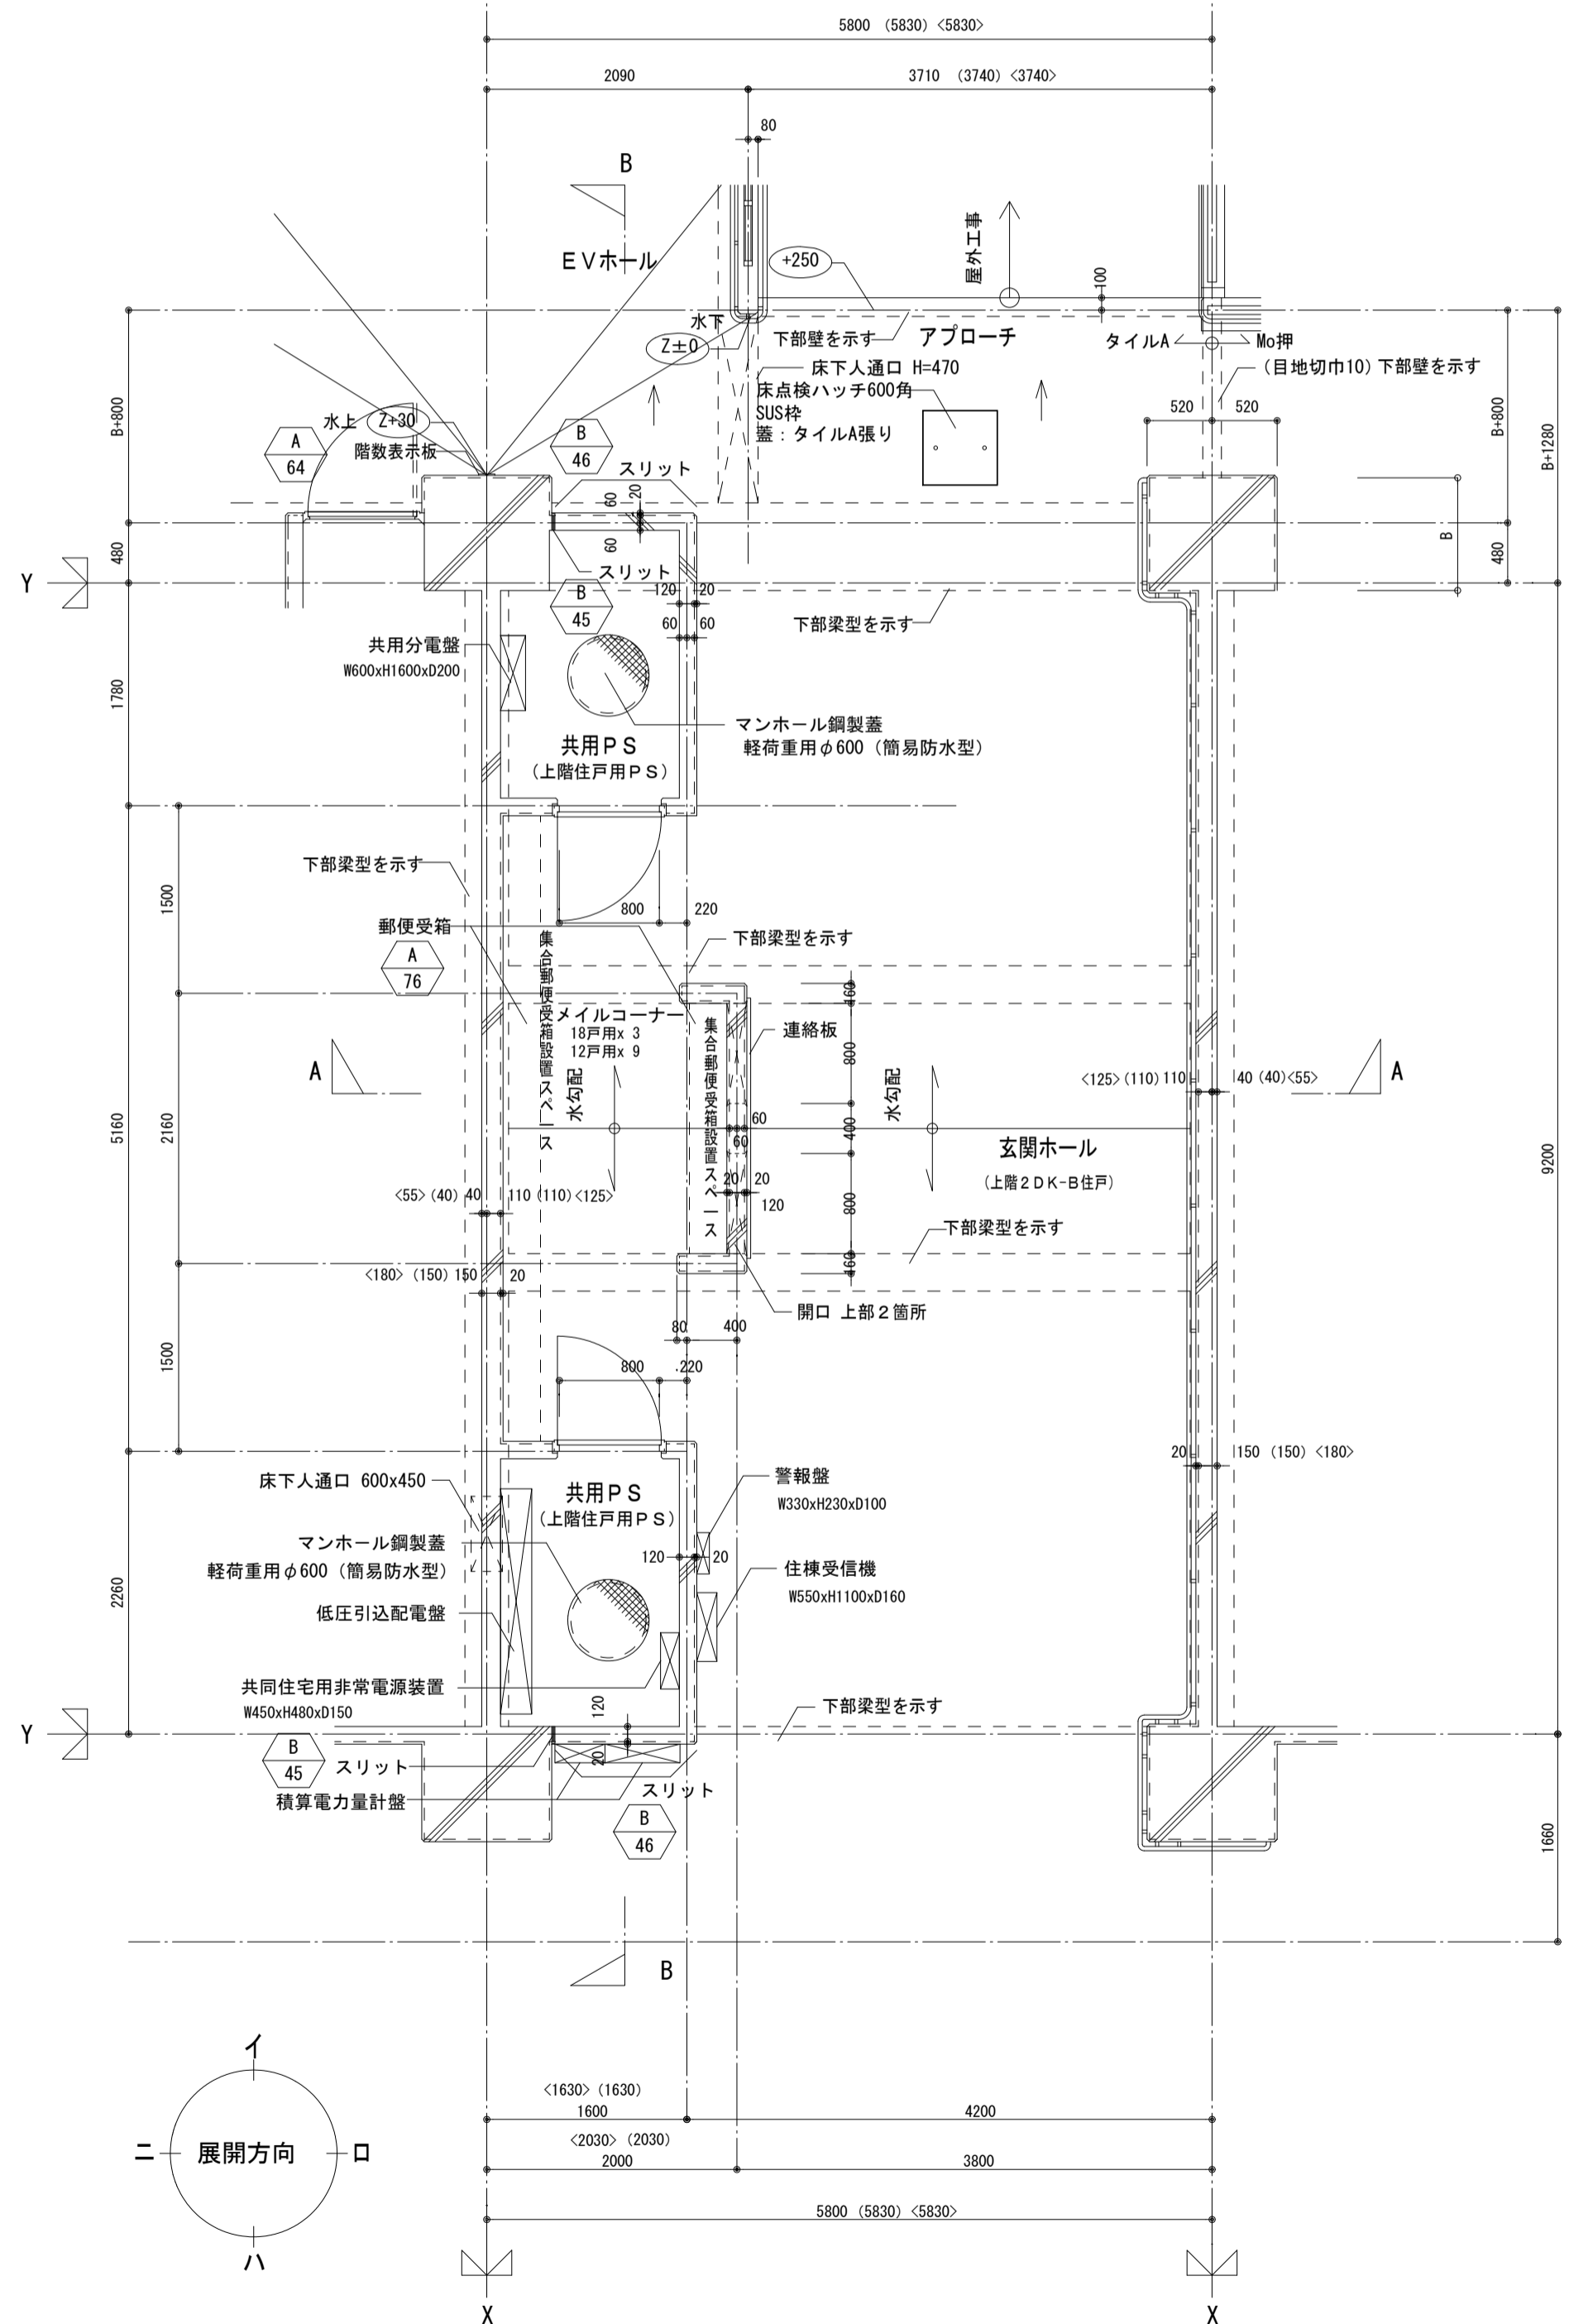 5800 (5830) <5830>
2090
3710 (3740) <3740>
80
B
EVホール
+250
屋外工事
100
水下
Z±0
下部壁を示す
アプローチ
タイルA
Mo押
床下人通口 H=470
(目地切巾10) 下部壁を示す
床点検ハッチ600角
SUS枠
蓋：タイルA張り
520
520
B+800
B+800
B+1280
水上
Z+30
階数表示板
A
64
B
46
スリット
60
20
60
480
480
B
Y
スリット
B
45
120
20
60
60
下部梁型を示す
共用分電盤
W600xH1600xD200
1780
マンホール鋼製蓋
軽荷重用φ600（簡易防水型）
共用PS
（上階住戸用PS）
下部梁型を示す
1500
800
220
郵便受箱
下部梁型を示す
A
76
集合郵便受箱設置スペース
160
メイルコーナー
18戸用x 3
12戸用x 9
集合郵便受箱設置スペース
連絡板
800
A
A
水勾配
水勾配
<125> (110) 110
40 (40)<55>
5160
2160
60
60
400
玄関ホール
（上階2DK-B住戸）
9200
<55> (40) 40
110 (110)<125>
20
20
120
800
下部梁型を示す
<180> (150) 150
20
160
開口 上部2箇所
80
400
1500
800
220
20
150 (150) <180>
床下人通口 600x450
共用PS
（上階住戸用PS）
警報盤
W330xH230xD100
マンホール鋼製蓋
軽荷重用φ600（簡易防水型）
120
20
住棟受信機
W550xH1100xD160
2260
低圧引込配電盤
共同住宅用非常電源装置
W450xH480xD150
120
下部梁型を示す
Y
B
45
スリット
20
積算電力量計盤
スリット
B
46
1660
B
イ
ニ
展開方向
ロ
ハ
<1630> (1630)
1600
4200
<2030> (2030)
2000
3800
5800 (5830) <5830>
X
X